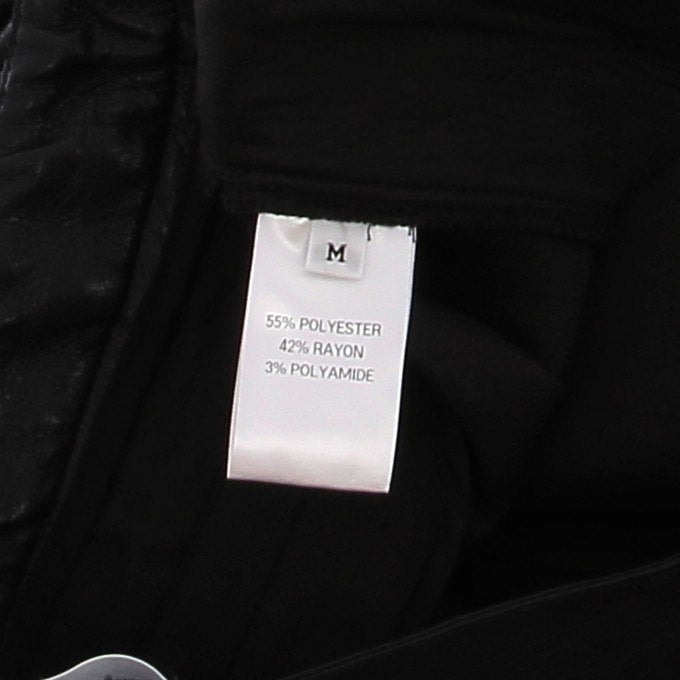 M
55% POLYESTER
42% RAYON
3% POLYAMIDE